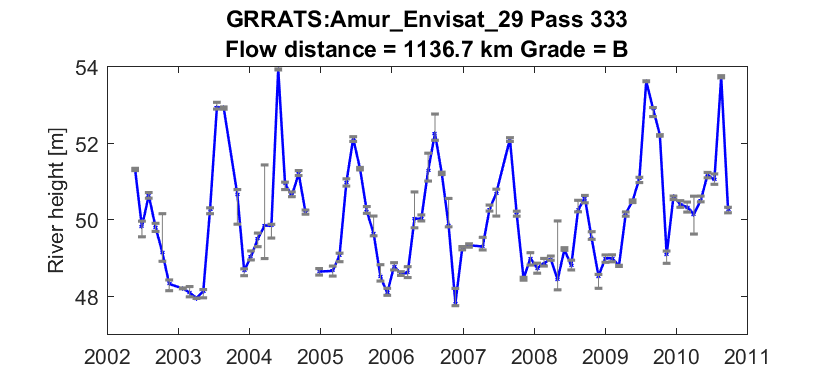 GRRATS:Amur_Envisat_29 Pass 333
Flow distance = 1136.7 km Grade = B
River height [m]
54
52
50
48
2002 2003 2004 2005 2006 2007 2008 2009 2010 2011